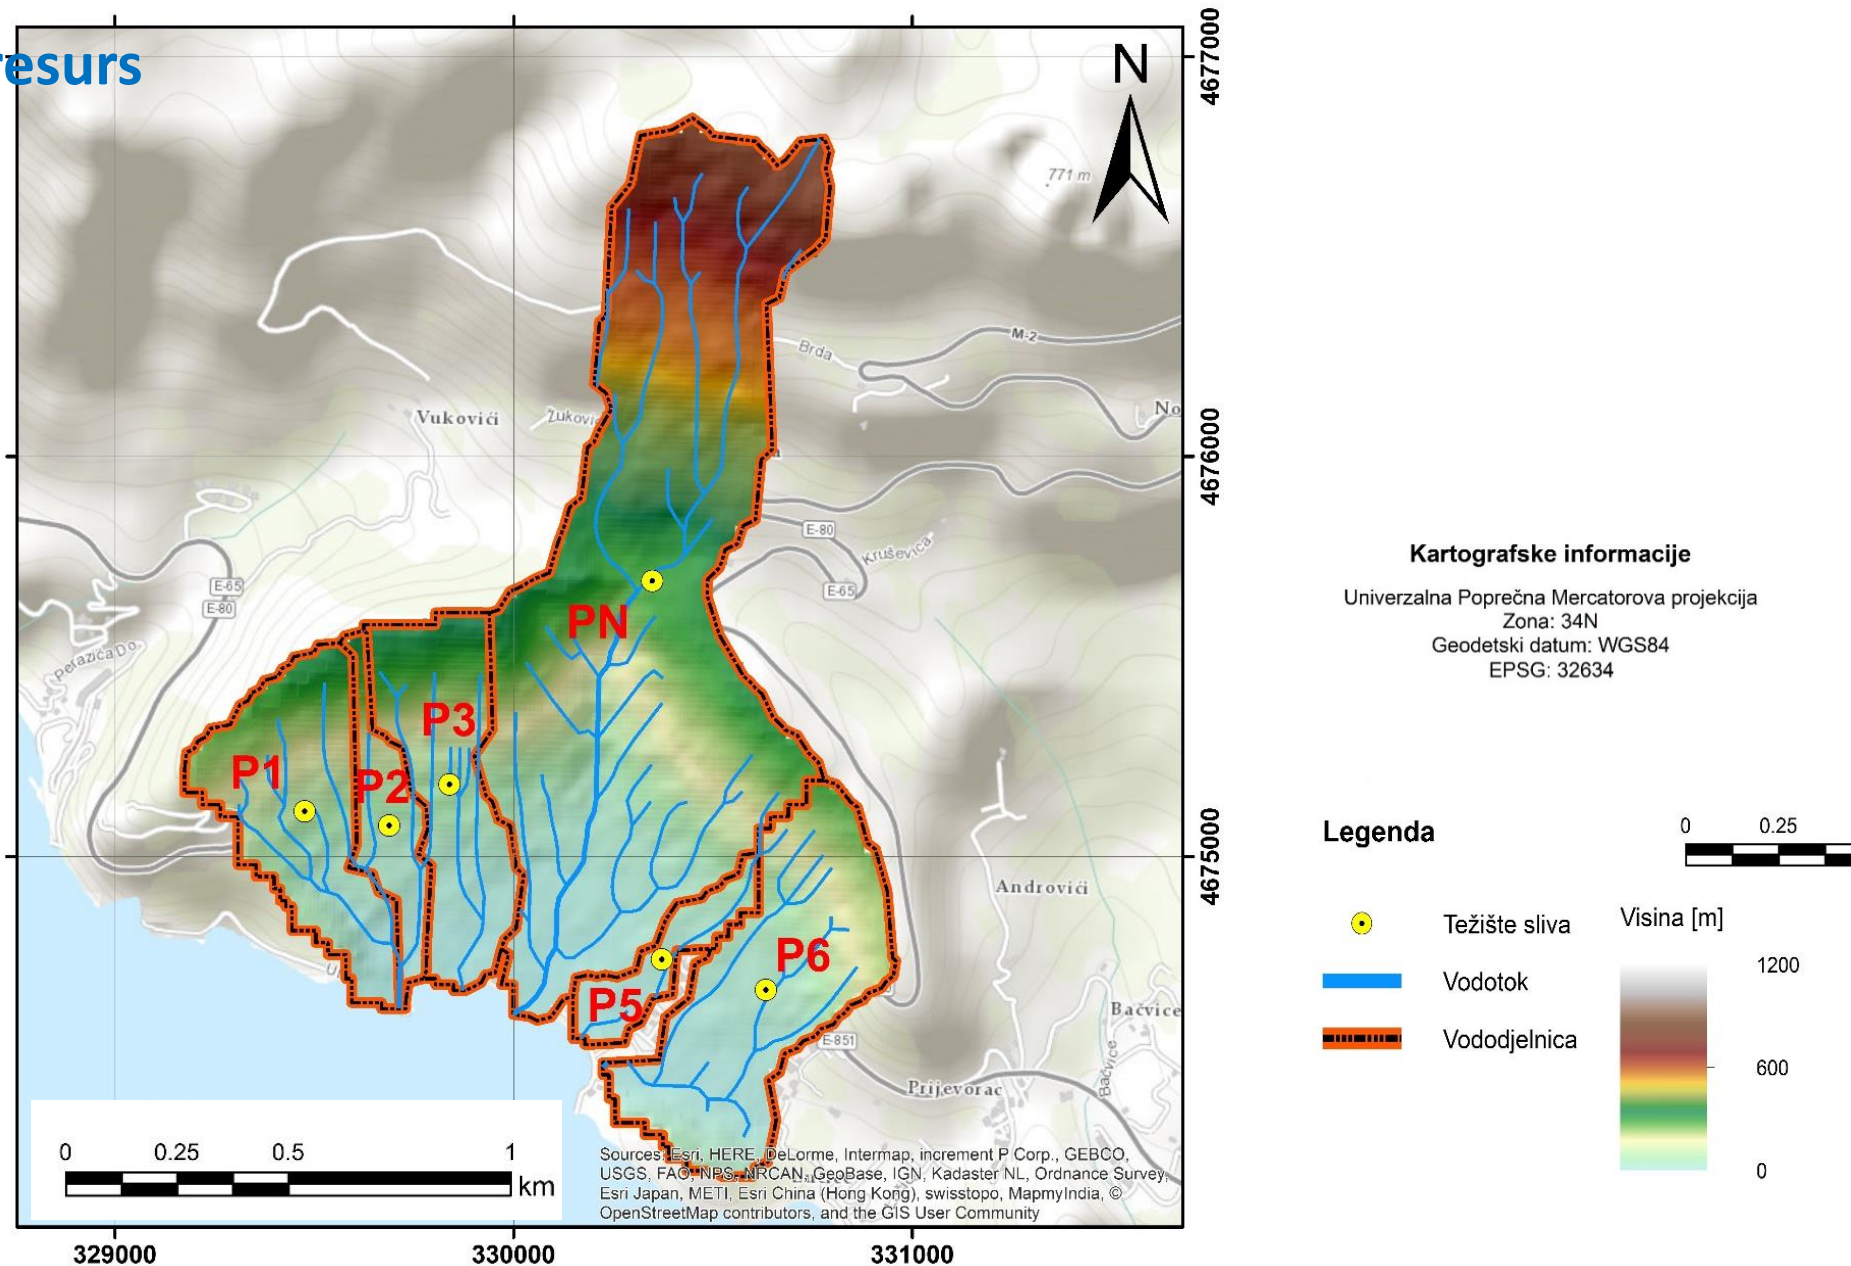 resurs
N
4677000
4676000
4675000
771 m
M-2
Brda
Vukovići
No
E-80
Kruševica
E-65
E-65
E-80
Perazića Do
PN
P3
P1
P2
P6
P5
Androvići
Bačvice
E-851
Bačvice
Prijevorac
0 0.25 0.5 1
km
Sources: Esri, HERE, DeLorme, Intermap, increment P Corp., GEBCO,
USGS, FAO, NPS, NRCAN, GeoBase, IGN, Kadaster NL, Ordnance Survey,
Esri Japan, METI, Esri China (Hong Kong), swisstopo, MapmyIndia, ©
OpenStreetMap contributors, and the GIS User Community
329000
330000
331000
Kartografske informacije
Univerzalna Poprečna Mercatorova projekcija
Zona: 34N
Geodetski datum: WGS84
EPSG: 32634
Legenda
0 0.25
Težište sliva
Vodotok
Vododjelnica
Visina [m]
1200
600
0